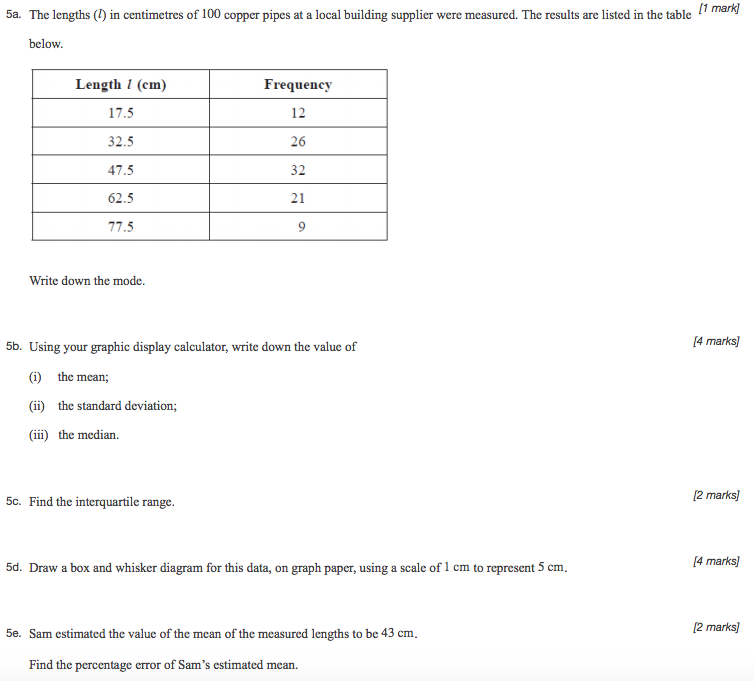 5a. The lengths (l) in centimetres of 100 copper pipes at a local building supplier were measured. The results are listed in the table [1 mark]
below.
Length l (cm) Frequency
17.5 12
32.5 26
47.5 32
62.5 21
77.5 9
Write down the mode.
5b. Using your graphic display calculator, write down the value of [4 marks]
(i) the mean;
(ii) the standard deviation;
(iii) the median.
5c. Find the interquartile range. [2 marks]
5d. Draw a box and whisker diagram for this data, on graph paper, using a scale of 1 cm to represent 5 cm. [4 marks]
5e. Sam estimated the value of the mean of the measured lengths to be 43 cm. [2 marks]
Find the percentage error of Sam's estimated mean.